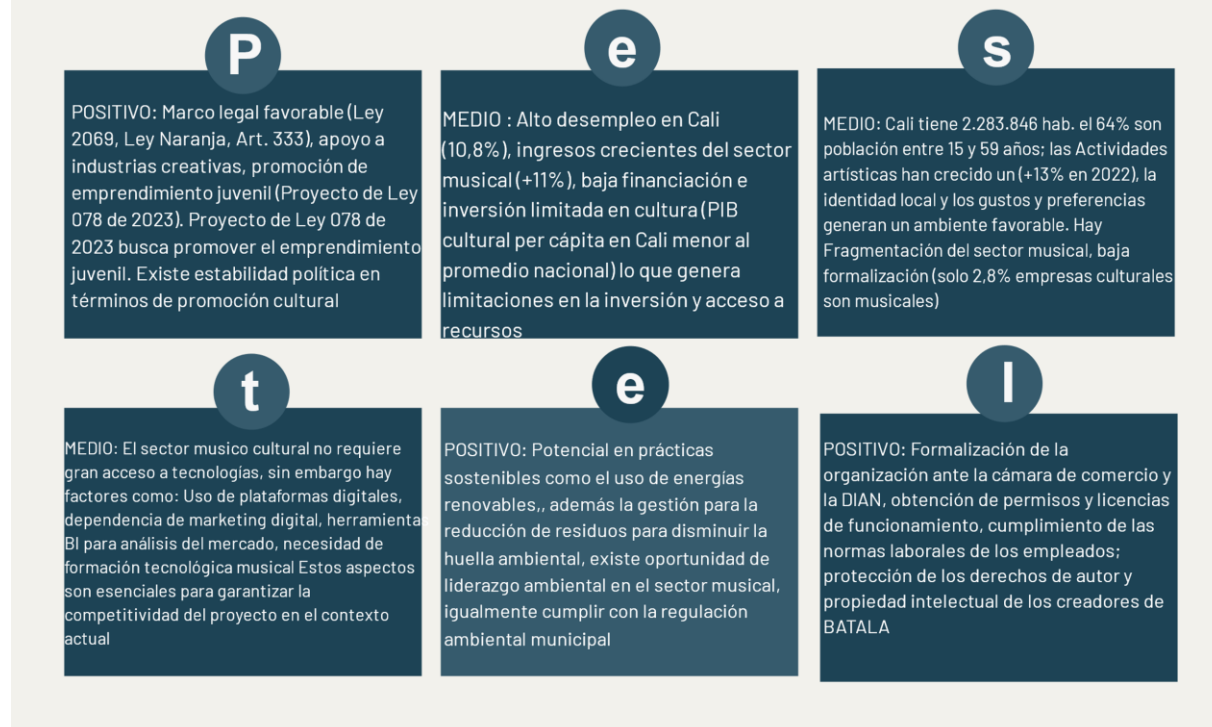 P
POSITIVO: Marco legal favorable (Ley
2069, Ley Naranja, Art. 333), apoyo a
industrias creativas, promoción de
emprendimiento juvenil (Proyecto de Ley
078 de 2023). Proyecto de Ley 078 de
2023 busca promover el emprendimiento
juvenil. Existe estabilidad política en
términos de promoción cultural
e
MEDIO : Alto desempleo en Cali
(10,8%), ingresos crecientes del sector
musical (+11%), baja financiación e
inversión limitada en cultura (PIB
cultural per cápita en Cali menor al
promedio nacional) lo que genera
limitaciones en la inversión y acceso a
recursos
s
MEDIO: Cali tiene 2.283.846 hab. el 64% son
población entre 15 y 59 años; las Actividades
artísticas han crecido un (+13% en 2022), la
identidad local y los gustos y preferencias
generan un ambiente favorable. Hay
Fragmentación del sector musical, baja
formalización (solo 2,8% empresas culturales
son musicales)
t
MEDIO: El sector musico cultural no requiere
gran acceso a tecnologías, sin embargo hay
factores como: Uso de plataformas digitales,
dependencia de marketing digital, herramientas
BI para análisis del mercado, necesidad de
formación tecnológica musical Estos aspectos
son esenciales para garantizar la
competitividad del proyecto en el contexto
actual
e
POSITIVO: Potencial en prácticas
sostenibles como el uso de energías
renovables,, además la gestión para la
reducción de residuos para disminuir la
huella ambiental, existe oportunidad de
liderazgo ambiental en el sector musical,
igualmente cumplir con la regulación
ambiental municipal
l
POSITIVO: Formalización de la
organización ante la cámara de comercio y
la DIAN, obtención de permisos y licencias
de funcionamiento, cumplimiento de las
normas laborales de los empleados;
protección de los derechos de autor y
propiedad intelectual de los creadores de
BATALA